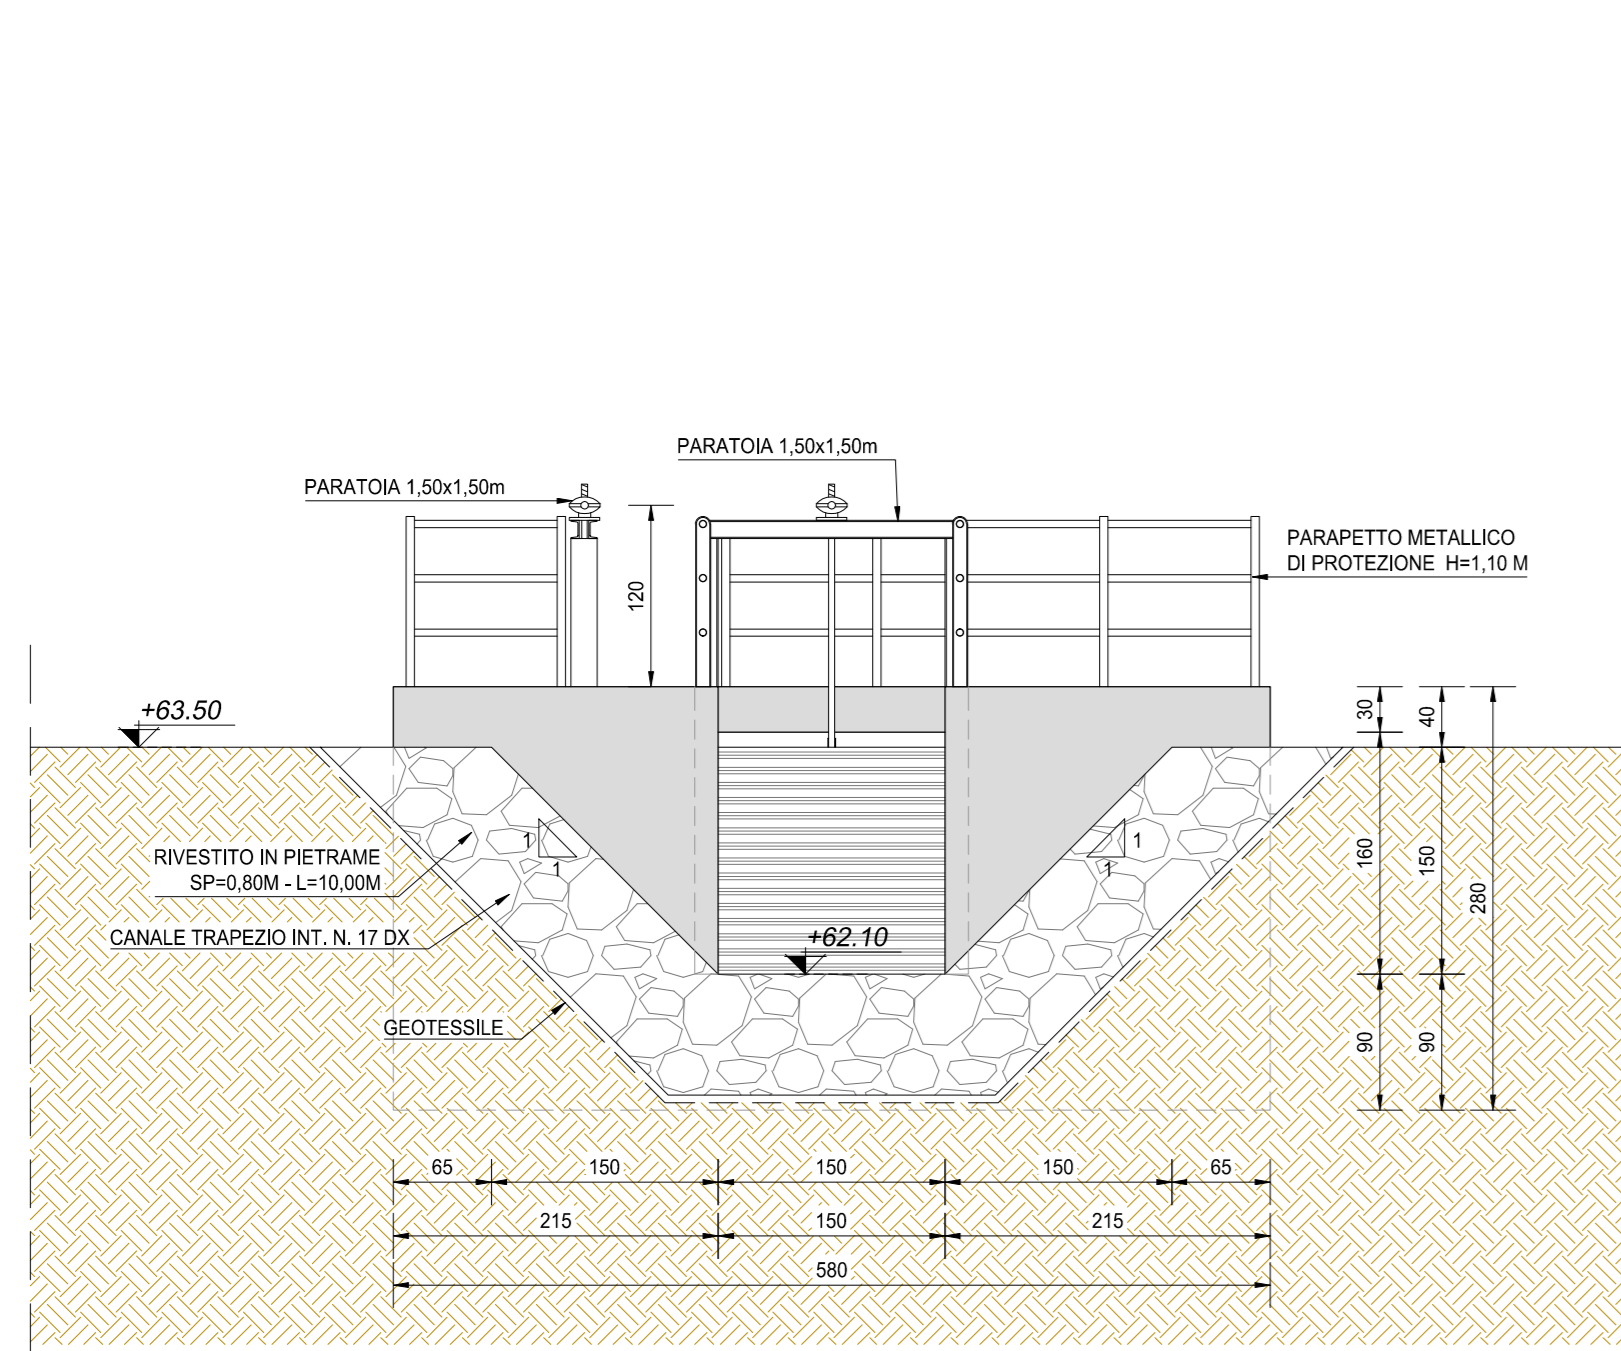 PARATOIA 1,50x1,50m
PARATOIA 1,50x1,50m
PARAPETTO METALLICO
DI PROTEZIONE H=1,10 M
120
+63.50
30
40
1
1
1
1
160
150
280
RIVESTITO IN PIETRAME
SP=0,80M - L=10,00M
CANALE TRAPEZIO INT. N. 17 DX
+62.10
GEOTESSILE
90
90
65
150
150
150
65
215
150
215
580